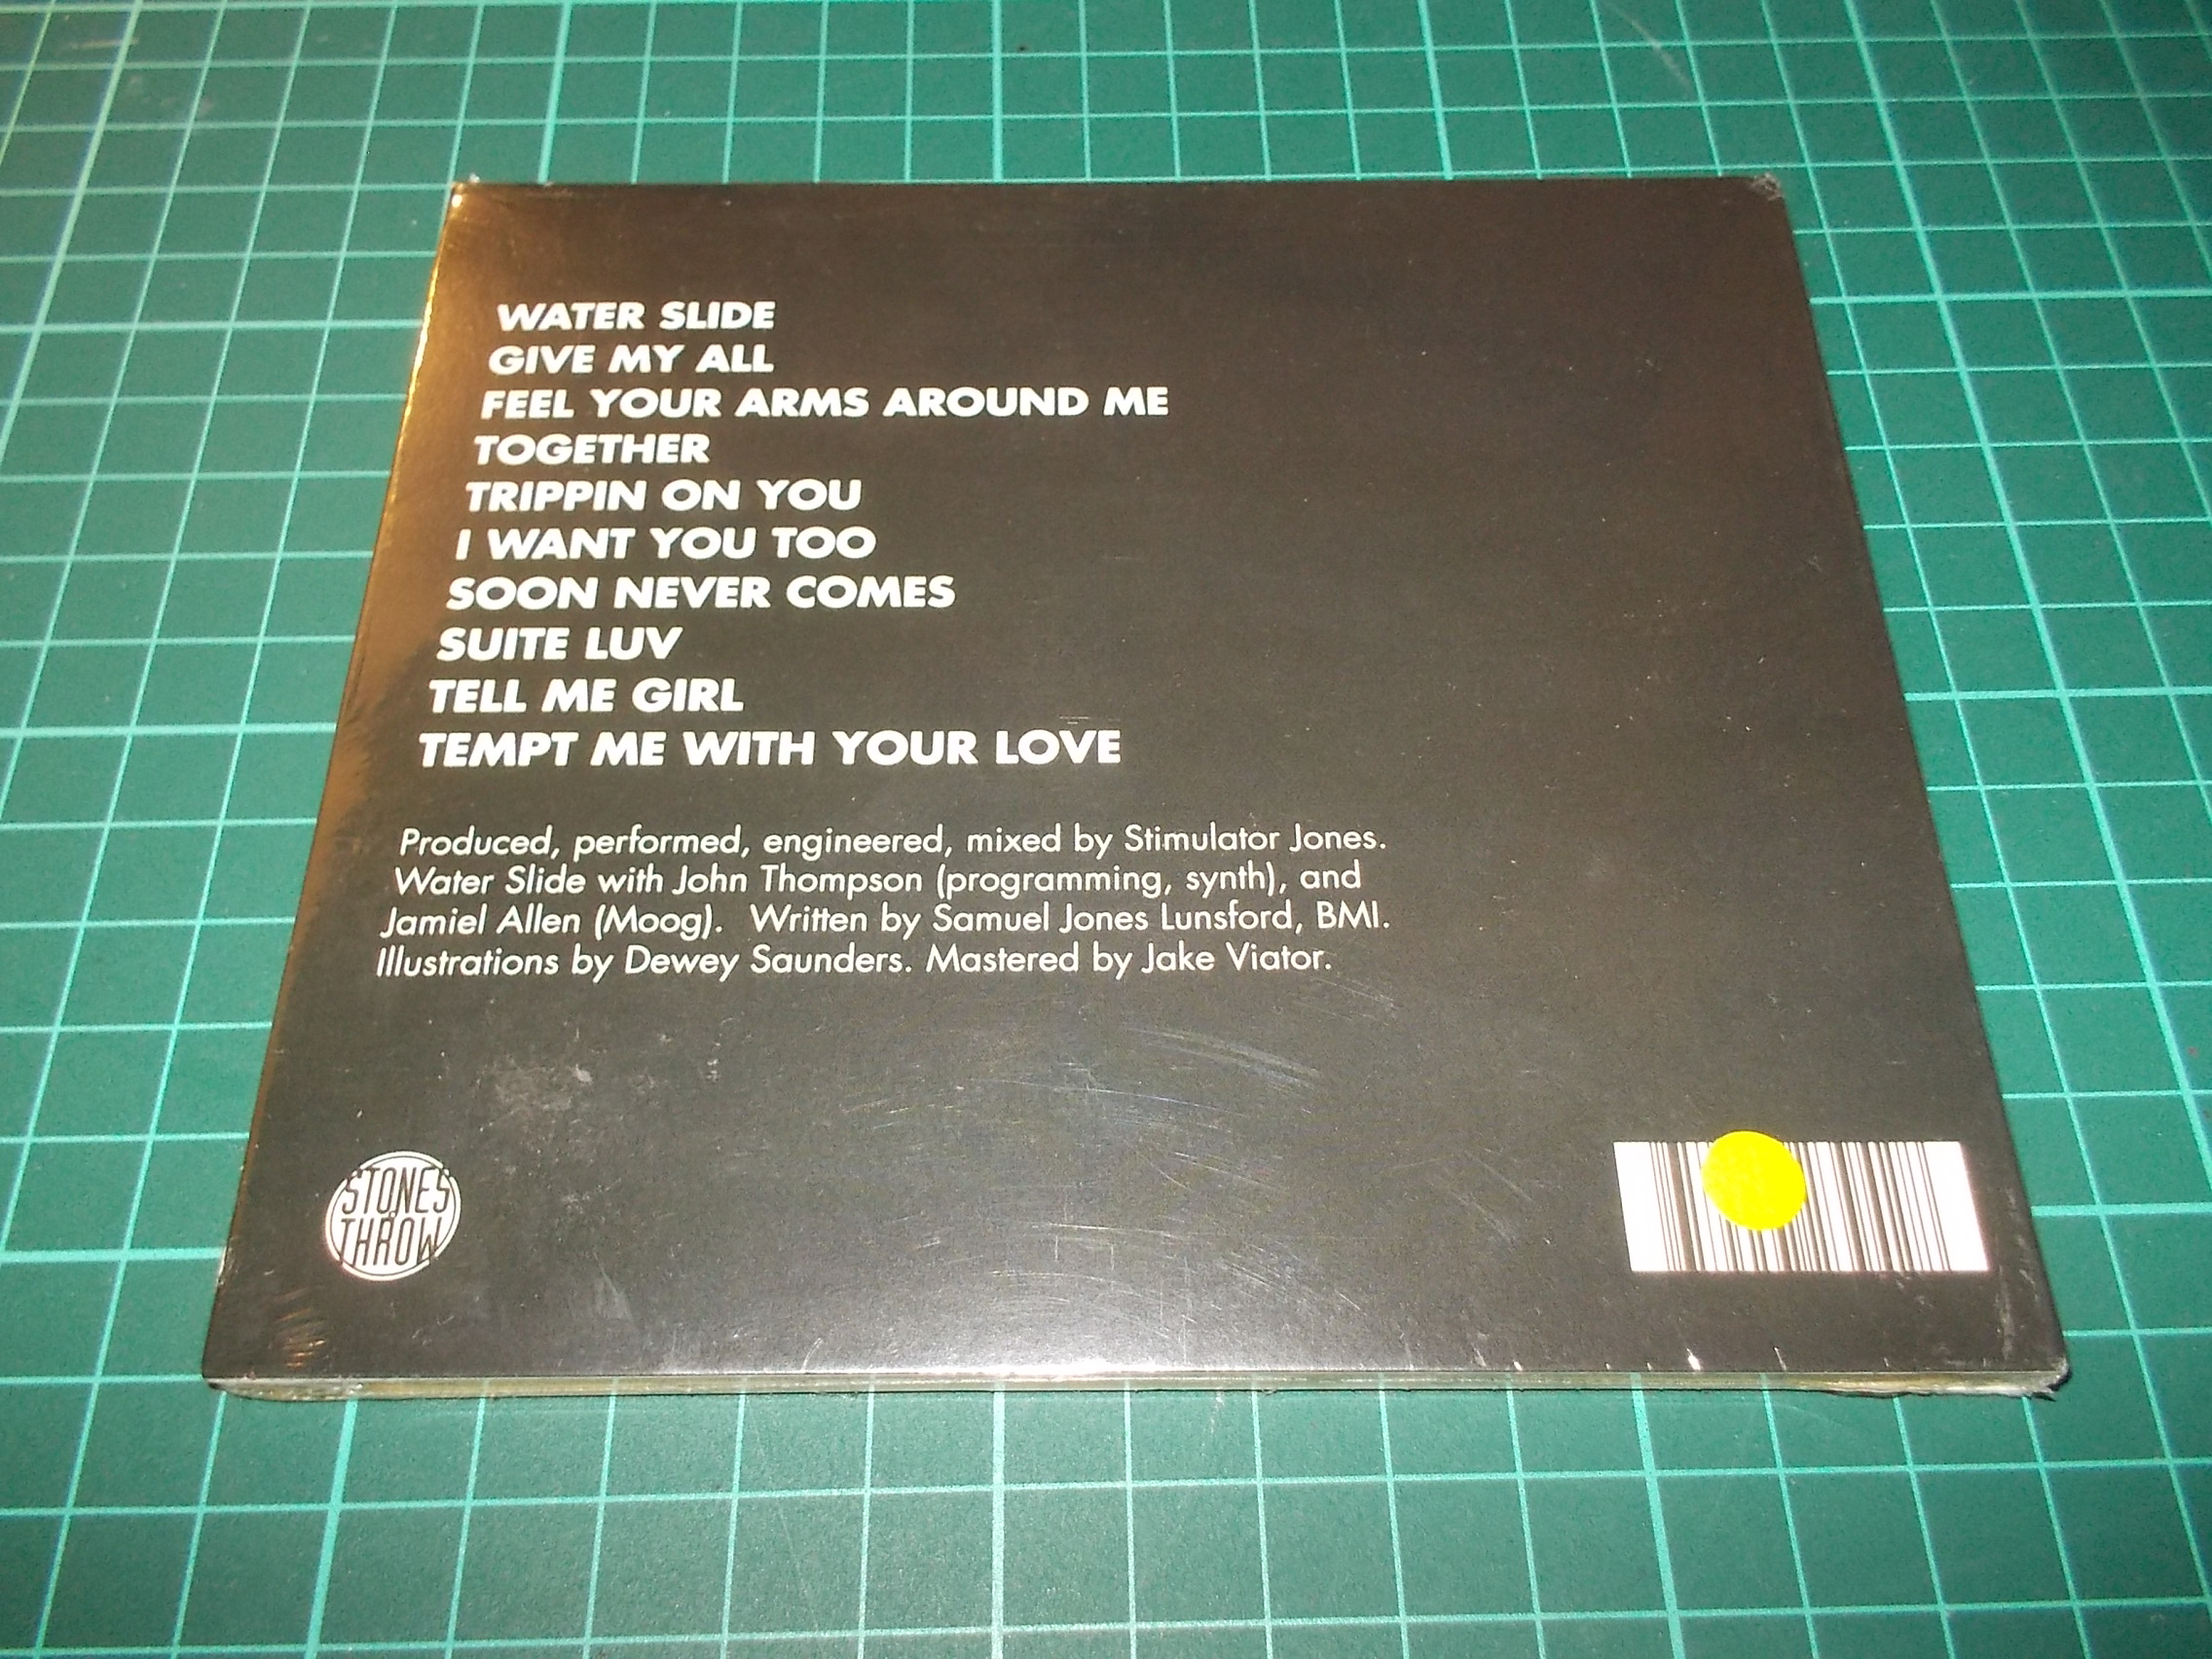 WATER SLIDE
GIVE MY ALL
FEEL YOUR ARMS AROUND ME
TOGETHER
TRIPPIN ON YOU
I WANT YOU TOO
SOON NEVER COMES
SUITE LUV
TELL ME GIRL
TEMPT ME WITH YOUR LOVE
Produced, performed, engineered, mixed by Stimulator Jones.
Water Slide with John Thompson (programming, synth), and
Jamiel Allen (Moog). Written by Samuel Jones Lunsford, BMI.
Illustrations by Dewey Saunders. Mastered by Jake Viator.
STONES
THROW